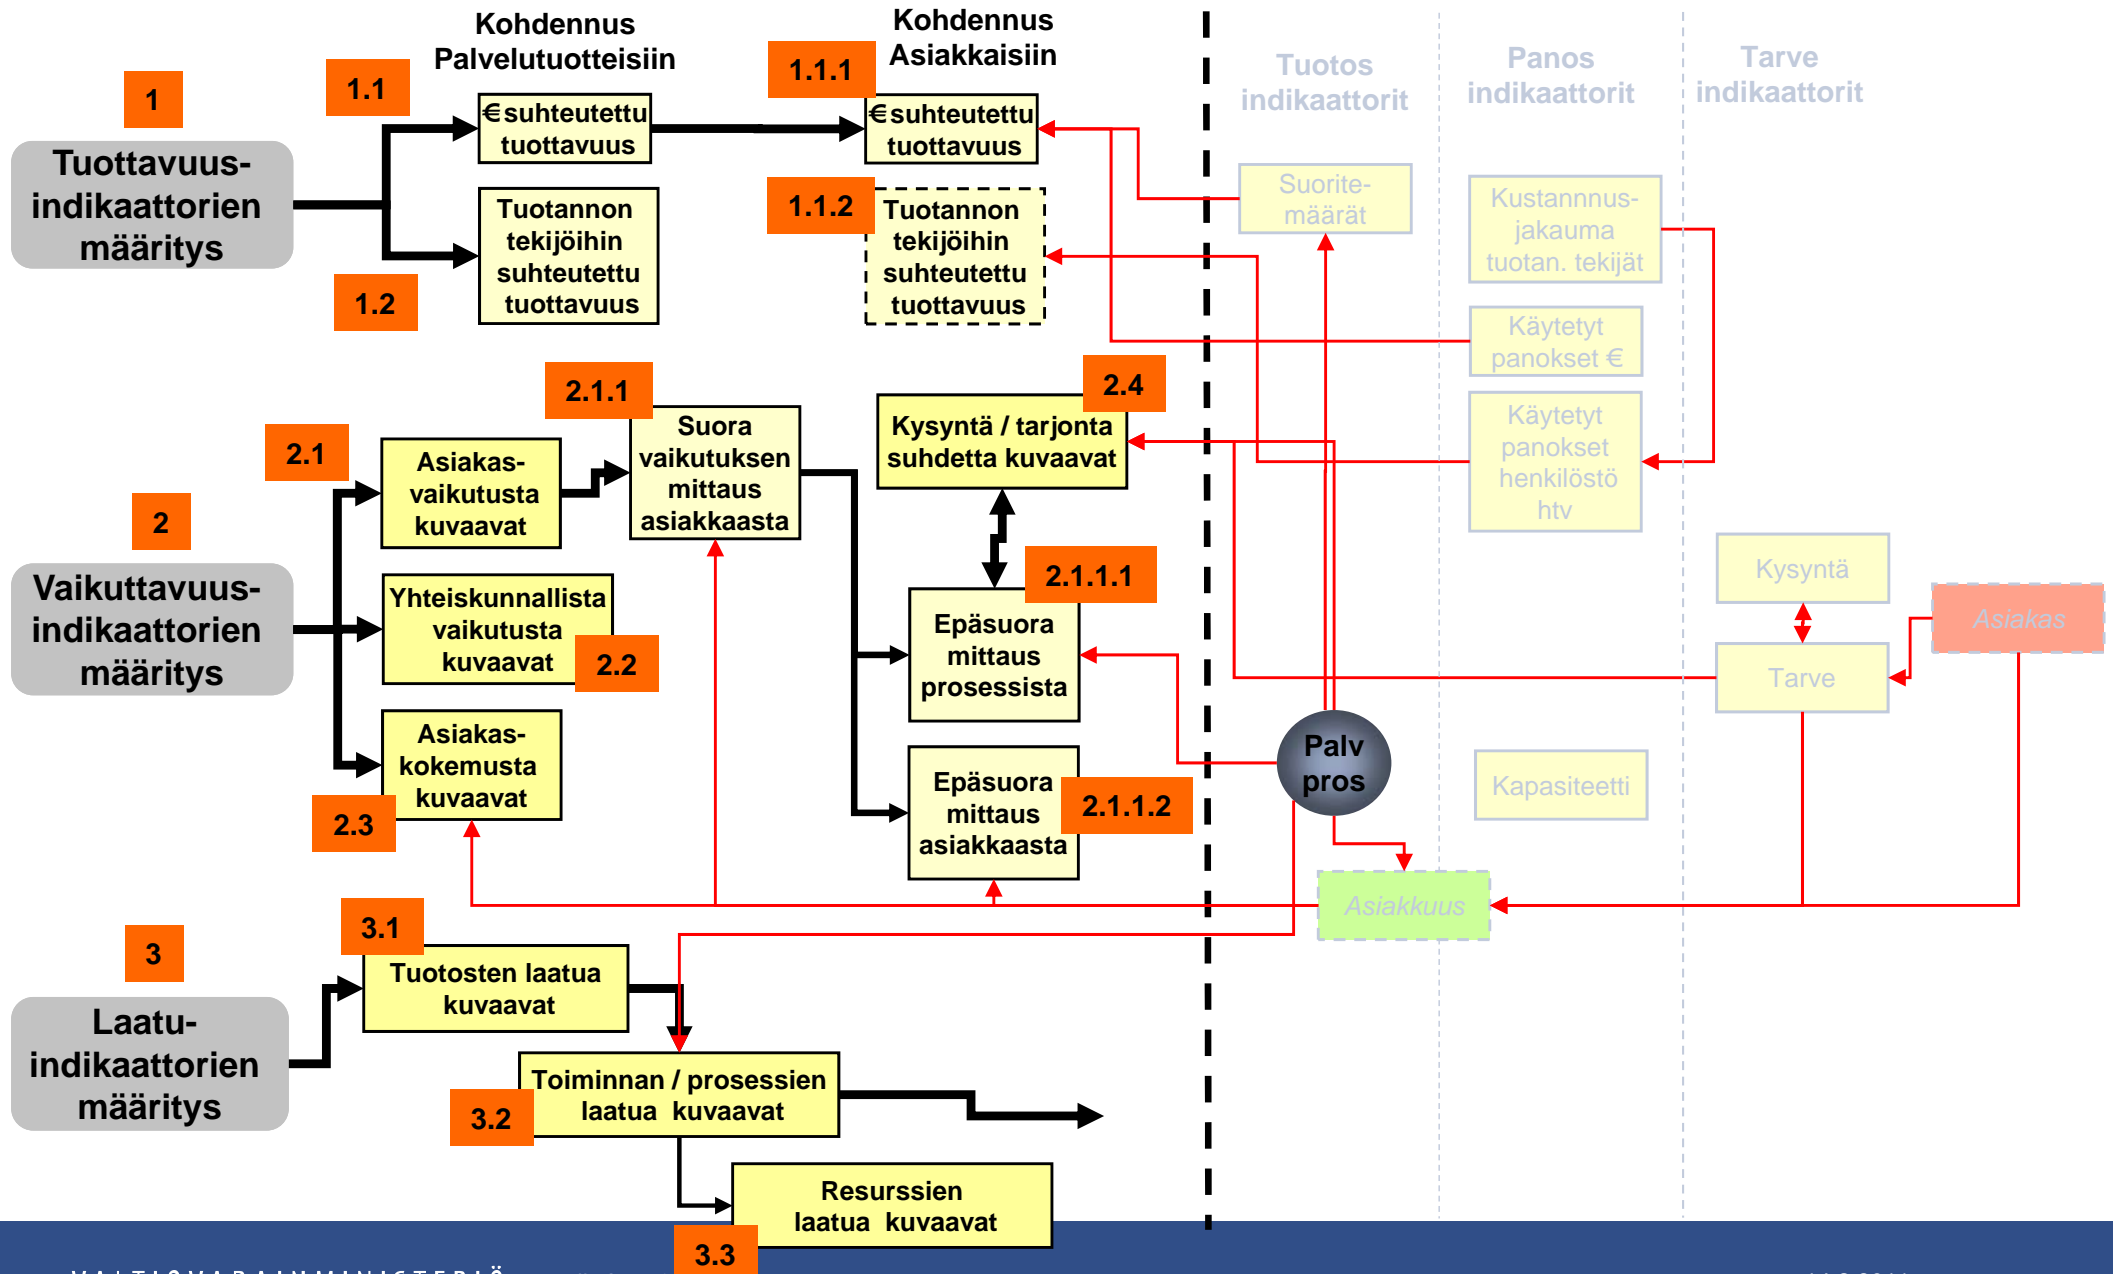 Kohdennus
Palvelutuotteisiin
Kohdennus
Asiakkaisiin
Tuotos
indikaattorit
Panos
indikaattorit
Tarve
indikaattorit
1
Tuottavuus-
indikaattorien
määritys
1.1
€ suhteutettu
tuottavuus
1.1.1
€ suhteutettu
tuottavuus
1.2
Tuotannon
tekijöihin
suhteutettu
tuottavuus
1.1.2
Tuotannon
tekijöihin
suhteutettu
tuottavuus
Suorite-
määrät
Kustannnus-
jakauma
tuotan. tekijät
Käytetyt
panokset €
Käytetyt
panokset
henkilöstö
htv
2
Vaikuttavuus-
indikaattorien
määritys
2.1
Asiakas-
vaikutusta
kuvaavat
2.1.1
Suora
vaikutuksen
mittaus
asiakkaasta
2.4
Kysyntä / tarjonta
suhdetta kuvaavat
2.1.1.1
Epäsuora
mittaus
prosessista
2.1.1.2
Epäsuora
mittaus
asiakkaasta
Yhteiskunnallista
vaikutusta
kuvaavat
2.2
Asiakas-
kokemusta
kuvaavat
2.3
Kysyntä
Tarve
Asiakas
Palv
pros
Kapasiteetti
Asiakkuus
3
Laatu-
indikaattorien
määritys
3.1
Tuotosten laatua
kuvaavat
3.2
Toiminnan / prosessien
laatua kuvaavat
3.3
Resurssien
laatua kuvaavat